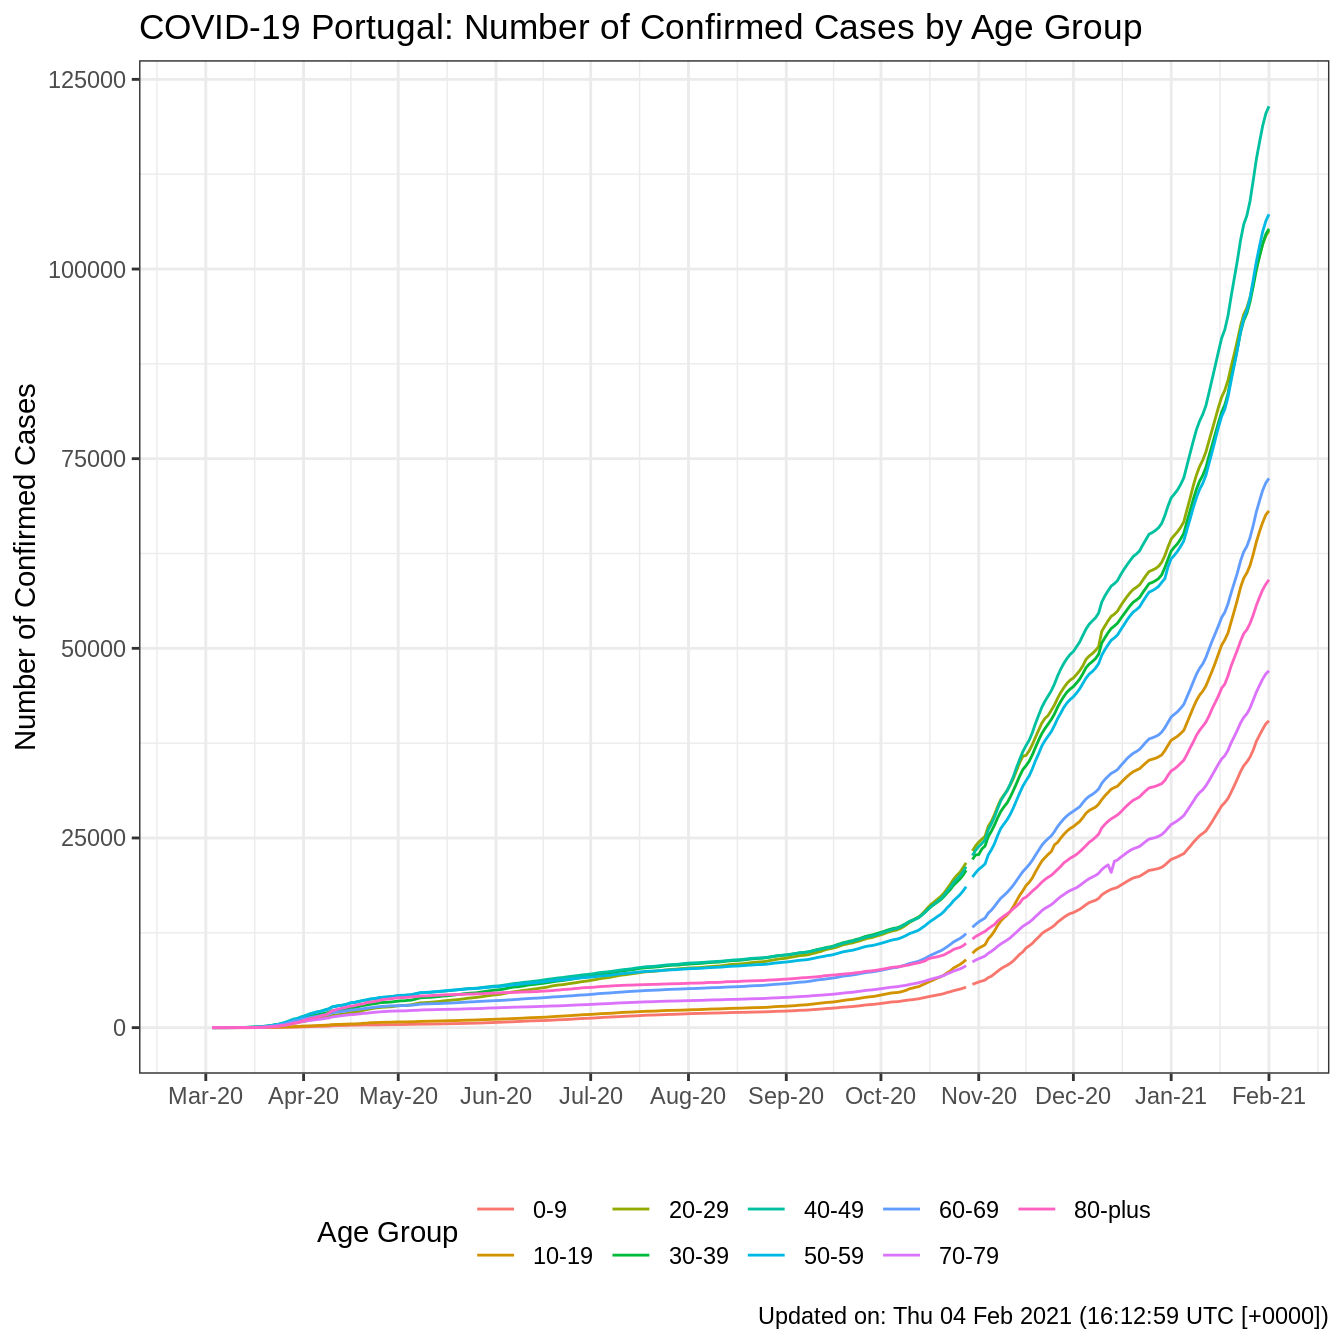 COVID-19 Portugal: Number of Confirmed Cases by Age Group
Number of Confirmed Cases
125000
100000
75000
50000
25000
0
Mar-20 Apr-20 May-20 Jun-20 Jul-20 Aug-20 Sep-20 Oct-20 Nov-20 Dec-20 Jan-21 Feb-21
Age Group
0-9 20-29 40-49 60-69 80-plus
10-19 30-39 50-59 70-79
Updated on: Thu 04 Feb 2021 (16:12:59 UTC [+0000])